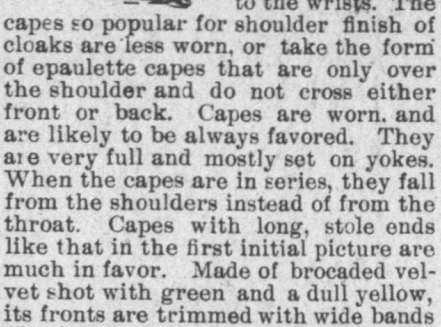 to the wrists. The
capes so popular for shoulder finish of
cloaks are less worn, or take the form
of epaulette capes that are only over
the shoulder and do not cross either
front or back. Capes are worn, and
are likely to be always favored. They
are very full and mostly set on yokes.
When the capes are in series, they fall
from the shoulders instead of from the
throat. Capes with long, stole ends
like that in the first initial picture are
much in favor. Made of brocaded vel-
vet shot with green and a dull yellow,
its fronts are trimmed with wide bands